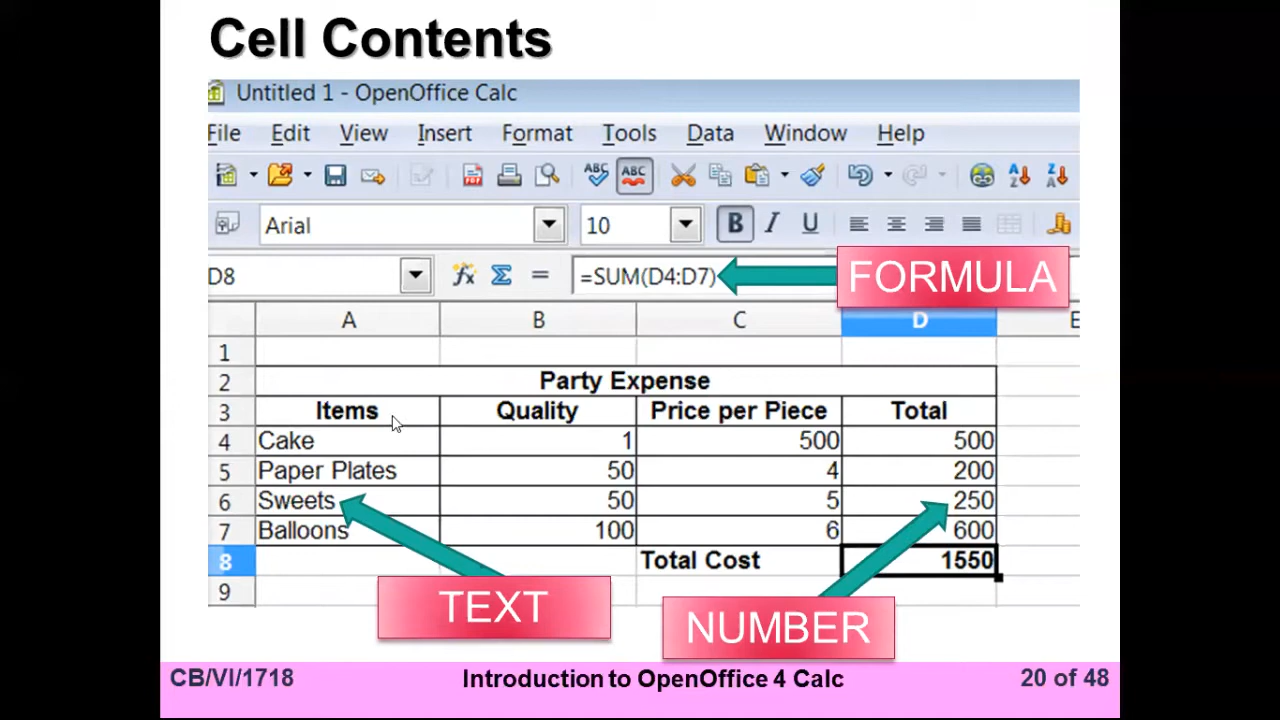 Cell Contents
Untitled 1 - OpenOffice Calc
File Edit View Insert Format Tools Data Window Help
ABC ABC A Z Z A
Arial 10 B I U
D8 fx Σ = =SUM(D4:D7) FORMULA
A B C D E
1
2 Party Expense
3 Items Quality Price per Piece Total
4 Cake 1 500 500
5 Paper Plates 50 4 200
6 Sweets 50 5 250
7 Balloons 100 6 600
8 Total Cost 1550
9
TEXT
NUMBER
CB/VI/1718 Introduction to OpenOffice 4 Calc 20 of 48